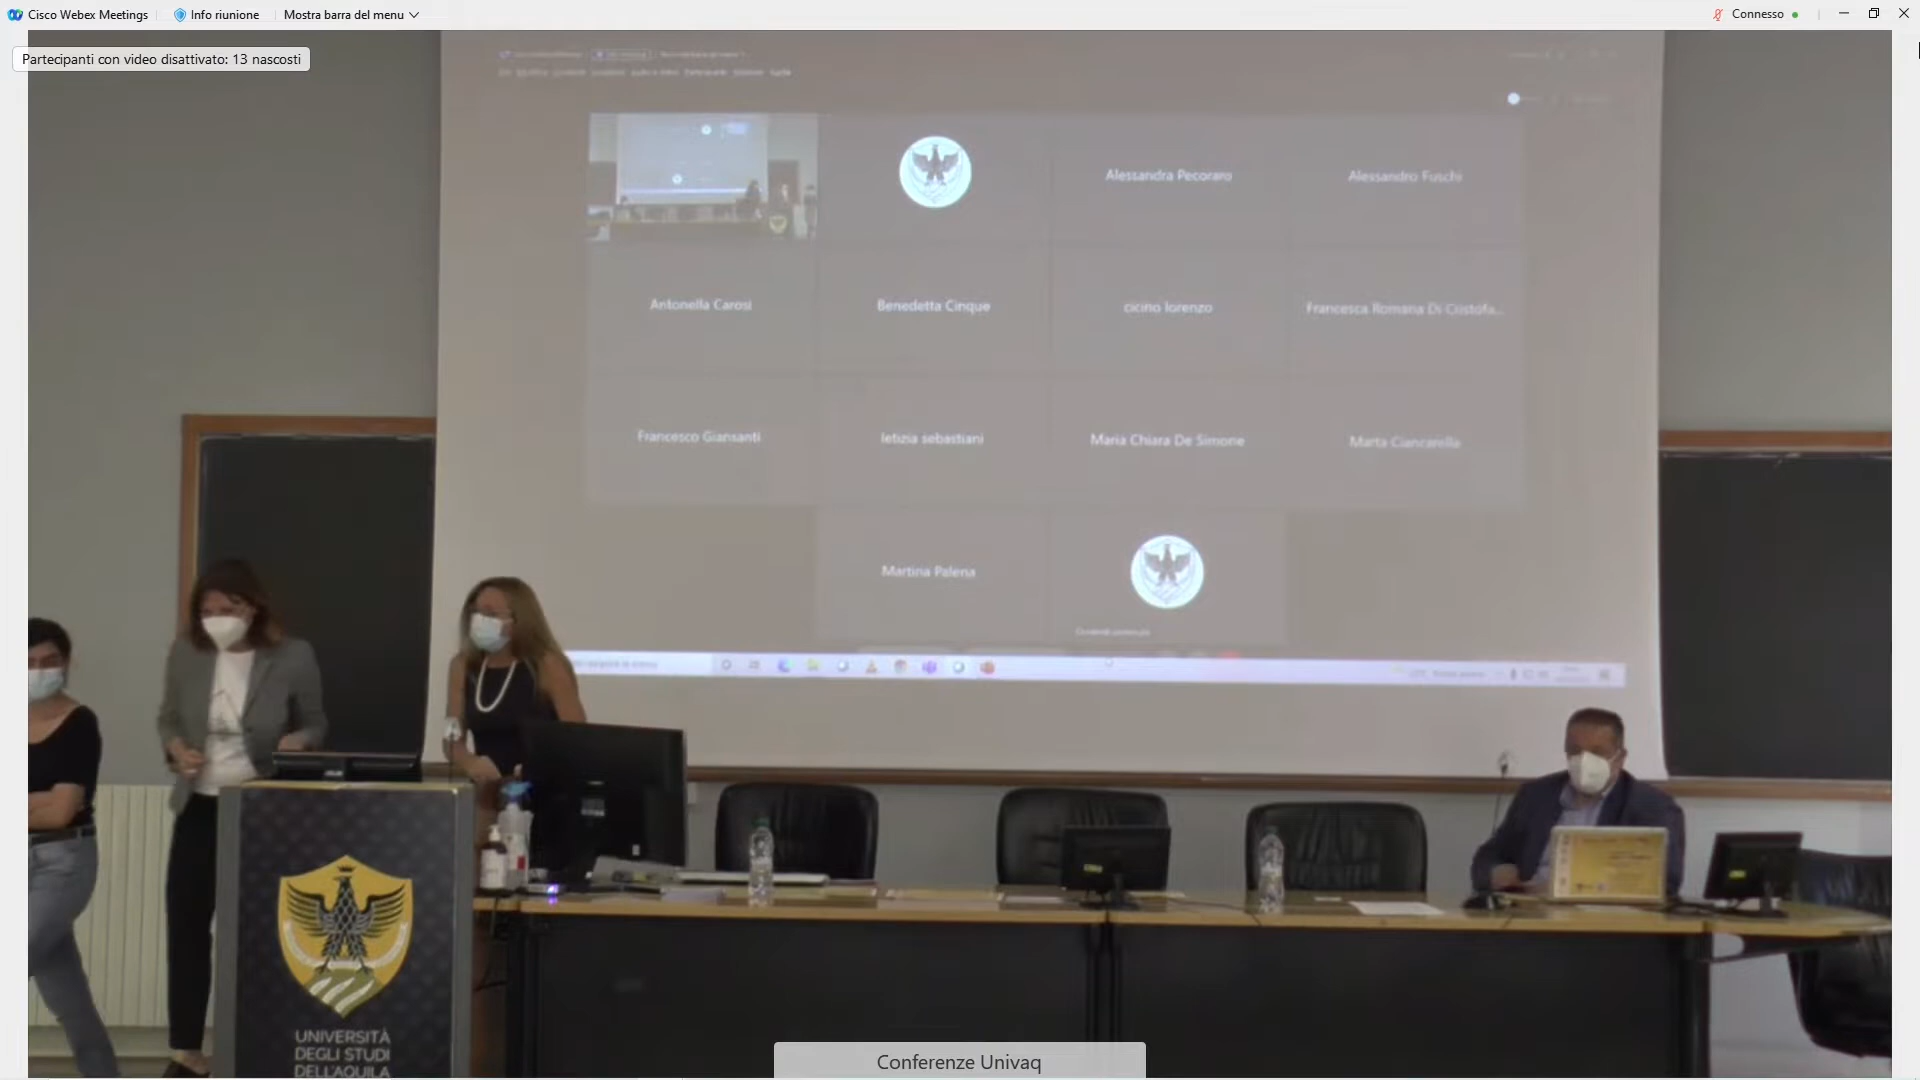 Cisco Webex Meetings
Info riunione
Mostra barra del menu
Connesso
Partecipanti con video disattivato: 13 nascosti
Alessandra Pecoraro
Alessandro Fuschi
Antonella Carosi
Benedetta Cinque
cicino lorenzo
Francesca Romana Di Cristofa...
Francesco Giansanti
letizia sebastiani
Maria Chiara De Simone
Marta Ciancarella
Martina Palena
UNIVERSITÀ
DEGLI STUDI
DELL'AQUILA
Conferenze Univaq